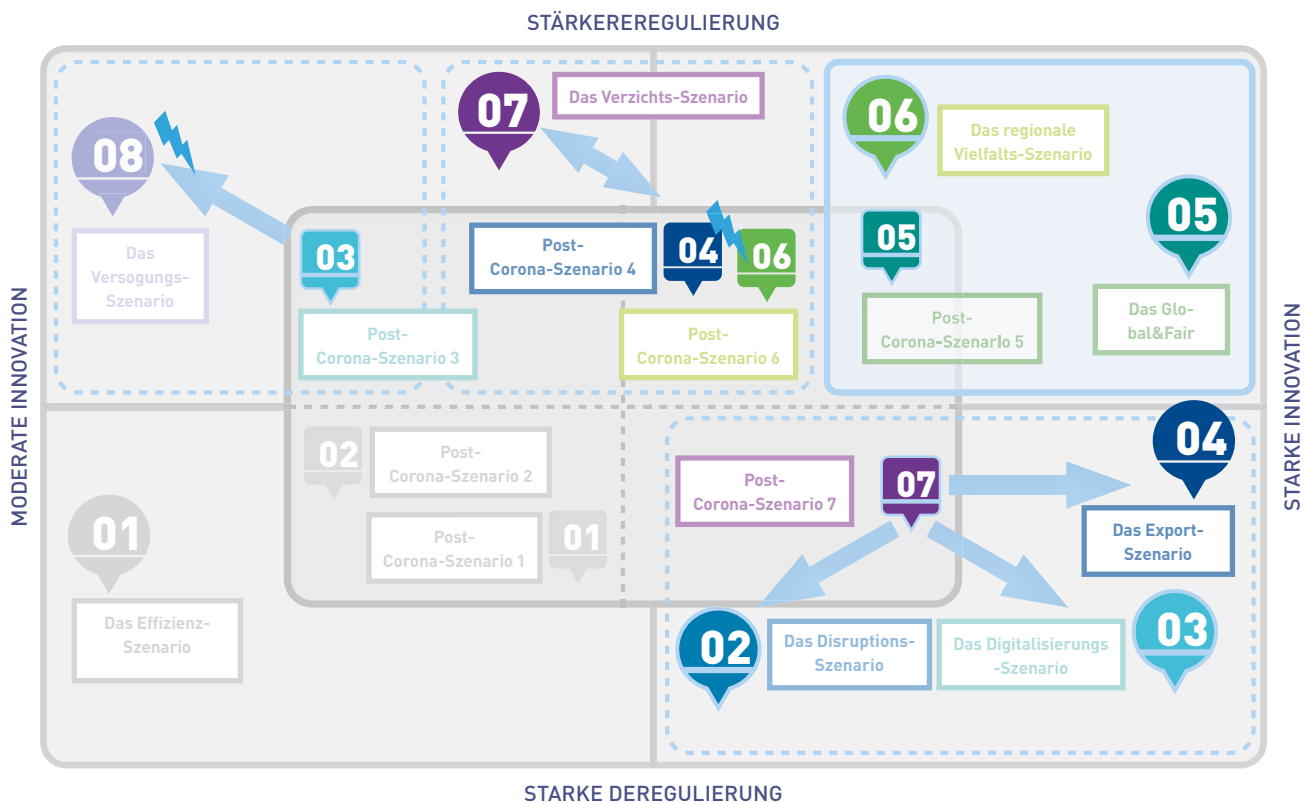 STÄRKEREREGULIERUNG
MODERATE INNOVATION
STARKE INNOVATION
08
Das
Versogungs-
Szenario
07
Das Verzichts-Szenario
06
Das regionale
Vielfalts-Szenario
05
Das Glo-
bal&Fair
03
Post-
Corona-Szenario 3
Post-
Corona-Szenario 4
04
06
Post-
Corona-Szenario 6
05
Post-
Corona-Szenario 5
02
Post-
Corona-Szenario 2
Post-
Corona-Szenario 1
01
01
Das Effizienz-
Szenario
Post-
Corona-Szenario 7
07
04
Das Export-
Szenario
02
Das Disruptions-
Szenario
Das Digitalisierungs
-Szenario
03
STARKE DEREGULIERUNG